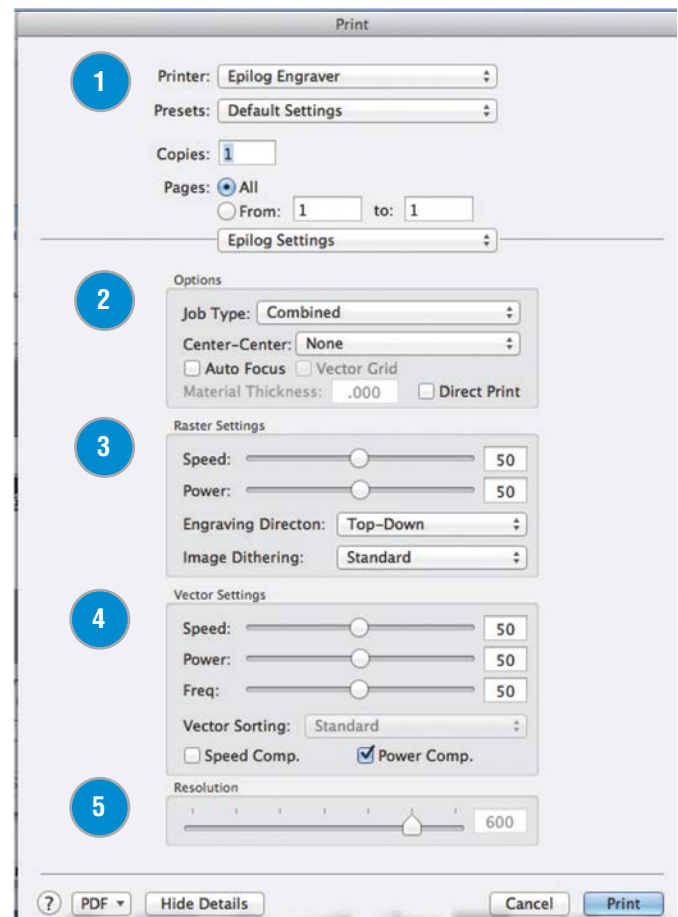 Print
1
Printer: Epilog Engraver
Presets: Default Settings
Copies: 1
Pages: All
From: 1 to: 1
Epilog Settings
2
Options
Job Type: Combined
Center-Center: None
Auto Focus Vector Grid
Material Thickness: .000 Direct Print
3
Raster Settings
Speed: 50
Power: 50
Engraving Directon: Top-Down
Image Dithering: Standard
4
Vector Settings
Speed: 50
Power: 50
Freq: 50
Vector Sorting: Standard
Speed Comp. Power Comp.
5
Resolution
600
? PDF Hide Details Cancel Print